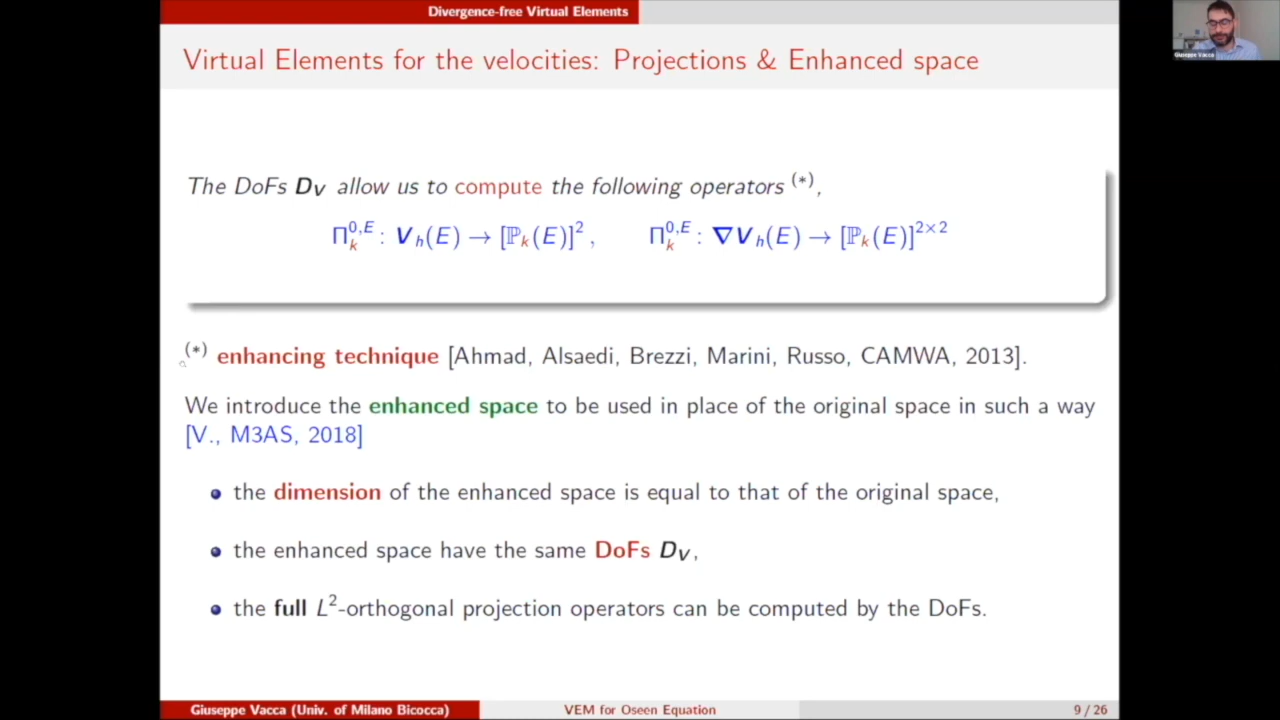 Divergence-free Virtual Elements
Giuseppe Vacca
Virtual Elements for the velocities: Projections & Enhanced space
The DoFs D_V allow us to compute the following operators (*),
Π_k^{0,E}: V_h(E) → [ℙ_k(E)]^2, Π_k^{0,E}: ∇V_h(E) → [ℙ_k(E)]^{2×2}
(*) enhancing technique [Ahmad, Alsaedi, Brezzi, Marini, Russo, CAMWA, 2013].
We introduce the enhanced space to be used in place of the original space in such a way
[V., M3AS, 2018]
the dimension of the enhanced space is equal to that of the original space,
the enhanced space have the same DoFs D_V,
the full L^2-orthogonal projection operators can be computed by the DoFs.
Giuseppe Vacca (Univ. of Milano Bicocca) VEM for Oseen Equation 9 / 26